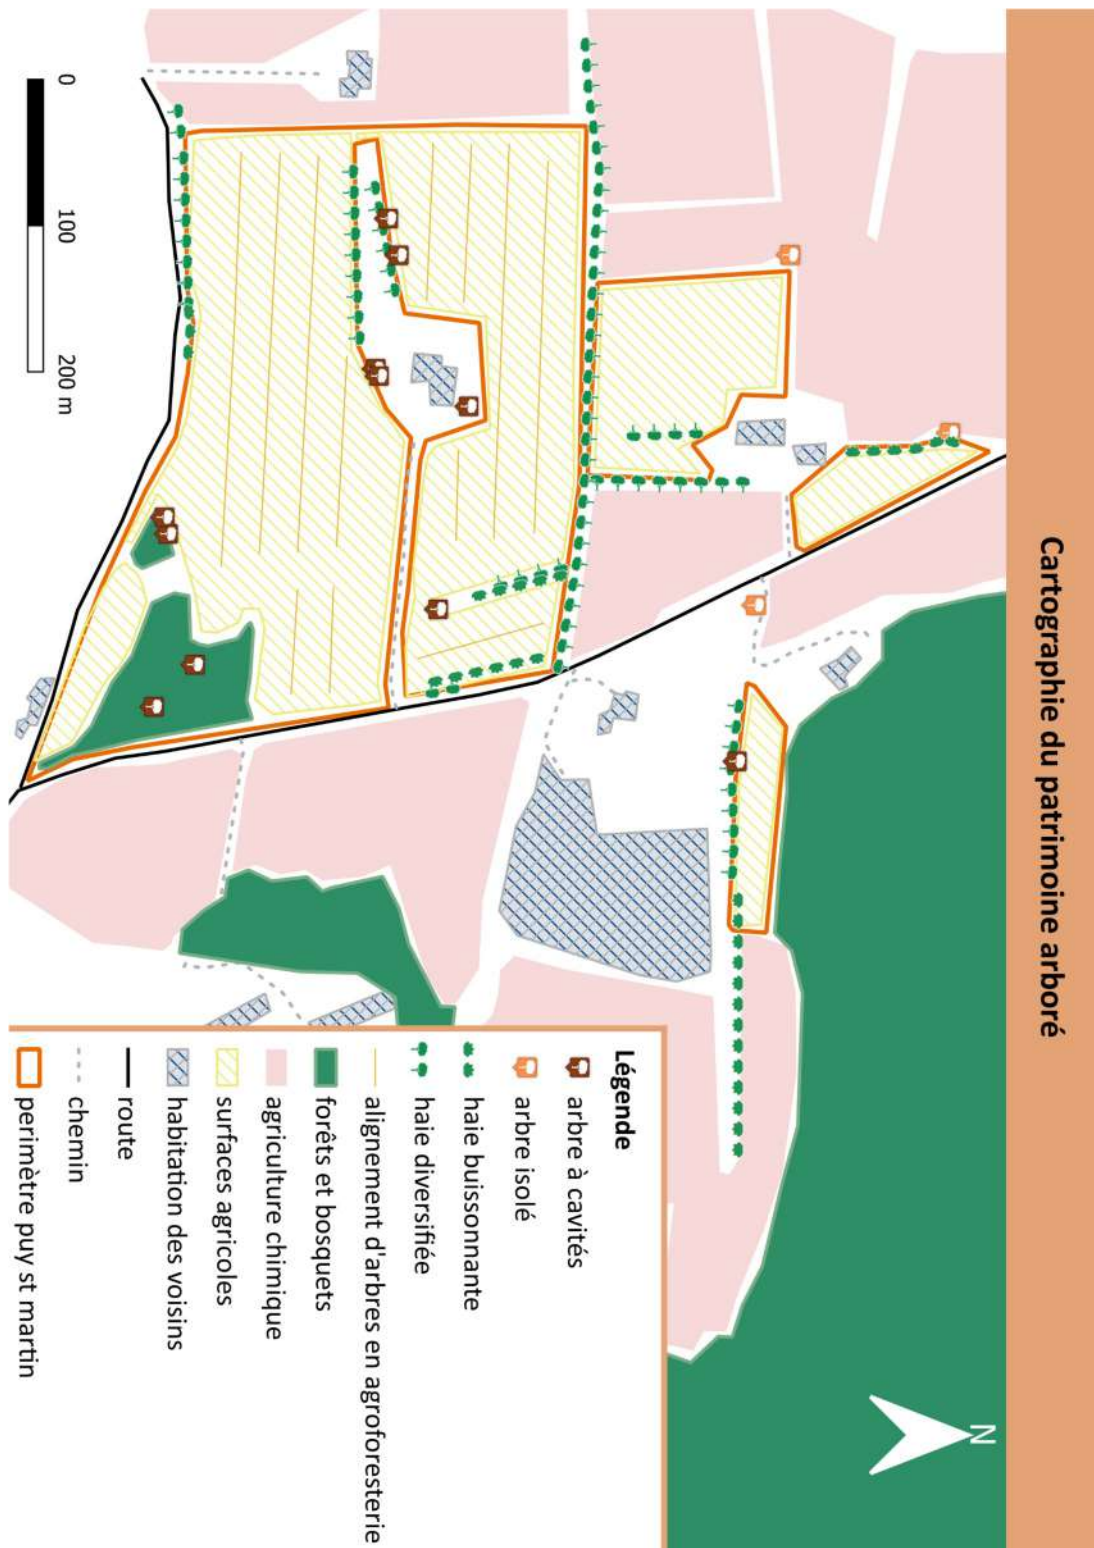 Cartographie du patrimoine arboré
N
0 100 200 m
Légende
arbre à cavités
arbre isolé
haie buissonnante
haie diversifiée
alignement d'arbres en agroforesterie
forêts et bosquets
agriculture chimique
surfaces agricoles
habitation des voisins
route
chemin
perimètre puy st martin